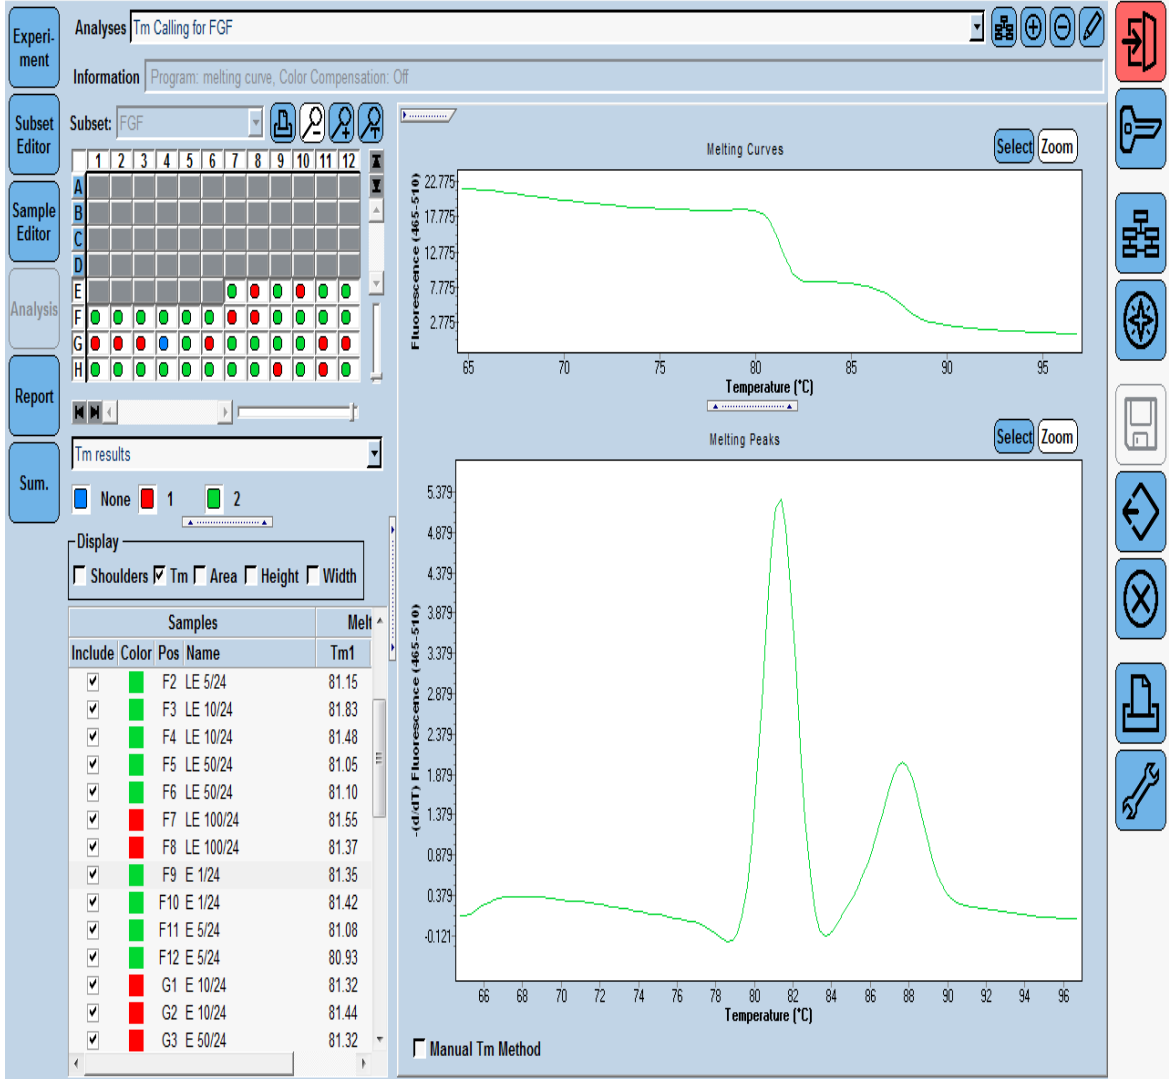 Experi-
ment
Subset
Editor
Sample
Editor
Analysis
Report
Sum.
Analyses Tm Calling for FGF
Information Program: melting curve, Color Compensation: Off
Subset: FGF
1 2 3 4 5 6 7 8 9 10 11 12
A
B
C
D
E
F
G
H
Tm results
None 1 2
Display
Shoulders Tm Area Height Width
Samples Melt
Include Color Pos Name Tm1
F2 LE 5/24 81.15
F3 LE 10/24 81.83
F4 LE 10/24 81.48
F5 LE 50/24 81.05
F6 LE 50/24 81.10
F7 LE 100/24 81.55
F8 LE 100/24 81.37
F9 E 1/24 81.35
F10 E 1/24 81.42
F11 E 5/24 81.08
F12 E 5/24 80.93
G1 E 10/24 81.32
G2 E 10/24 81.44
G3 E 50/24 81.32
Melting Curves
Select Zoom
Fluorescence (465-510)
22.775
17.775
12.775
7.775
2.775
65 70 75 80 85 90 95
Temperature (°C)
Melting Peaks
Select Zoom
-(d/dT) Fluorescence (465-510)
5.379
4.879
4.379
3.879
3.379
2.879
2.379
1.879
1.379
0.879
0.379
-0.121
66 68 70 72 74 76 78 80 82 84 86 88 90 92 94 96
Temperature (°C)
Manual Tm Method